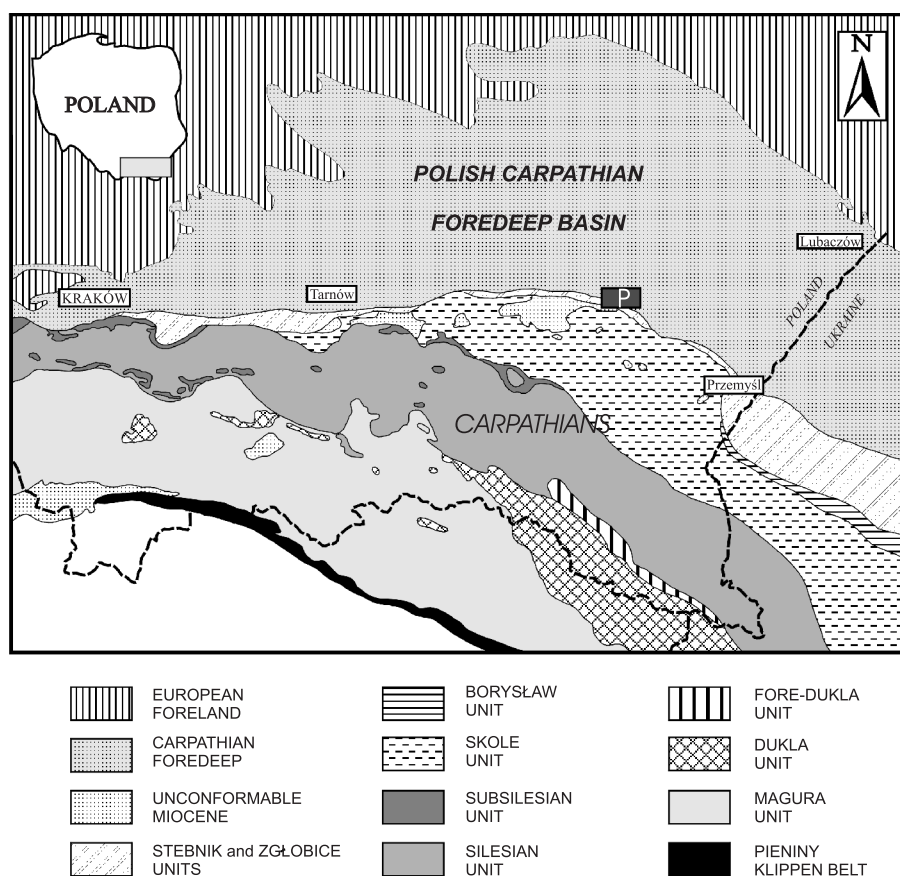 POLAND
N
POLISH CARPATHIAN
FOREDEEP BASIN
Lubaczów
KRAKÓW
Tarnów
P
POLAND
UKRAINE
Przemyśl
CARPATHIANS
EUROPEAN
FORELAND
BORYSŁAW
UNIT
FORE-DUKLA
UNIT
CARPATHIAN
FOREDEEP
SKOLE
UNIT
DUKLA
UNIT
UNCONFORMABLE
MIOCENE
SUBSILESIAN
UNIT
MAGURA
UNIT
STEBNIK and ZGŁOBICE
UNITS
SILESIAN
UNIT
PIENINY
KLIPPEN BELT